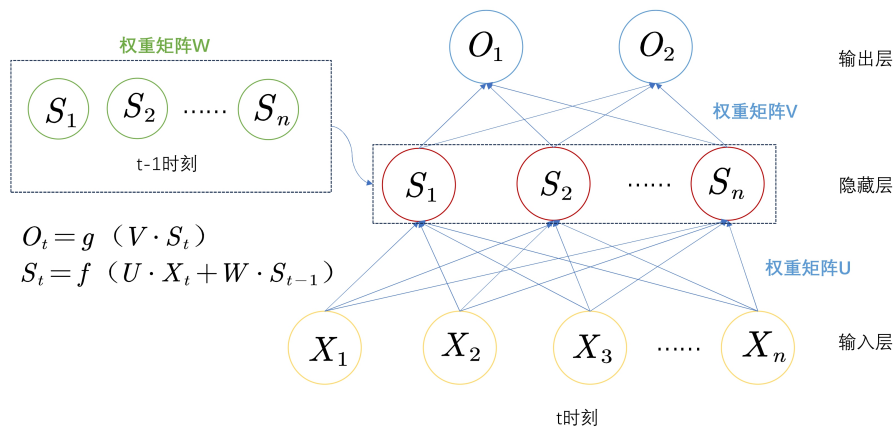 权重矩阵W
O₁ O₂ 输出层
S₁ S₂ …… Sₙ
权重矩阵V
t-1时刻
S₁ S₂ …… Sₙ 隐藏层
Oₜ = g （V · Sₜ）
Sₜ = f （U · Xₜ + W · Sₜ₋₁）
权重矩阵U
X₁ X₂ X₃ …… Xₙ 输入层
t时刻